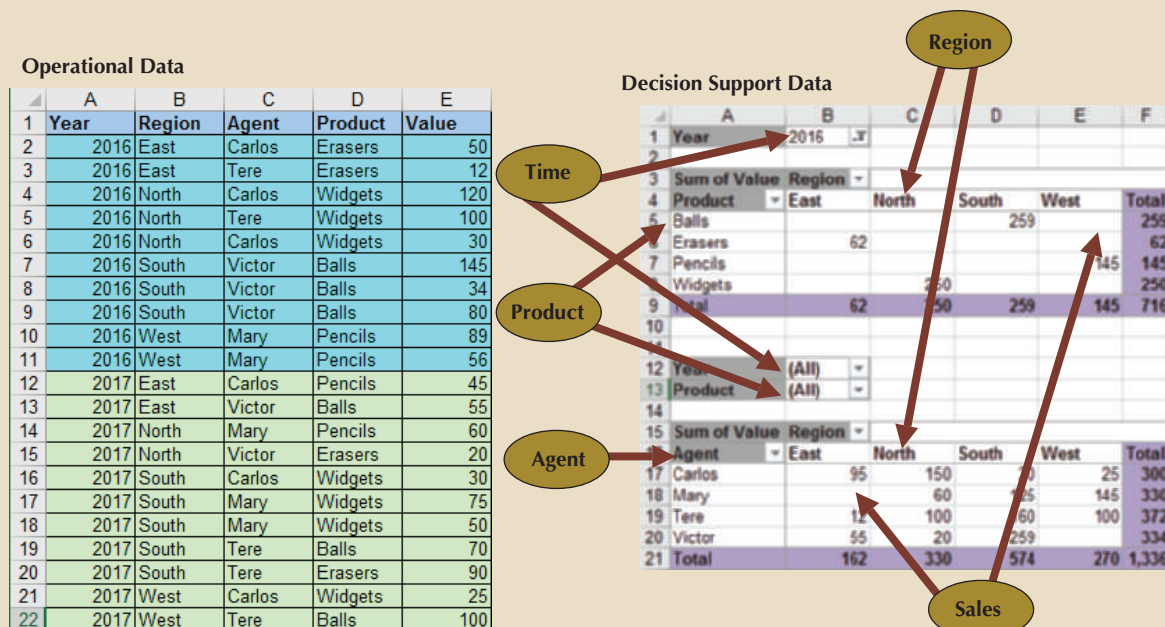 Operational Data
A B C D E
1 Year Region Agent Product Value
2 2016 East Carlos Erasers 50
3 2016 East Tere Erasers 12
4 2016 North Carlos Widgets 120
5 2016 North Tere Widgets 100
6 2016 North Carlos Widgets 30
7 2016 South Victor Balls 145
8 2016 South Victor Balls 34
9 2016 South Victor Balls 80
10 2016 West Mary Pencils 89
11 2016 West Mary Pencils 56
12 2017 East Carlos Pencils 45
13 2017 East Victor Balls 55
14 2017 North Mary Pencils 60
15 2017 North Victor Erasers 20
16 2017 South Carlos Widgets 30
17 2017 South Mary Widgets 75
18 2017 South Mary Widgets 50
19 2017 South Tere Balls 70
20 2017 South Tere Erasers 90
21 2017 West Carlos Widgets 25
22 2017 West Tere Balls 100
Time
Product
Agent
Region
Sales
Decision Support Data
A B C D E F
1 Year 2016
2
3 Sum of Value Region
4 Product East North South West Total
5 Balls 259 259
Erasers 62 62
7 Pencils 145 145
Widgets 250
9 Total 62 259 145 716
10
12 Year (All)
13 Product (All)
14
15 Sum of Value Region
Agent East North South West Total
17 Carlos 95 150 25 300
18 Mary 60 145 330
19 Tere 12 100 100 372
20 Victor 55 20 259 334
21 Total 162 330 574 270 1,336